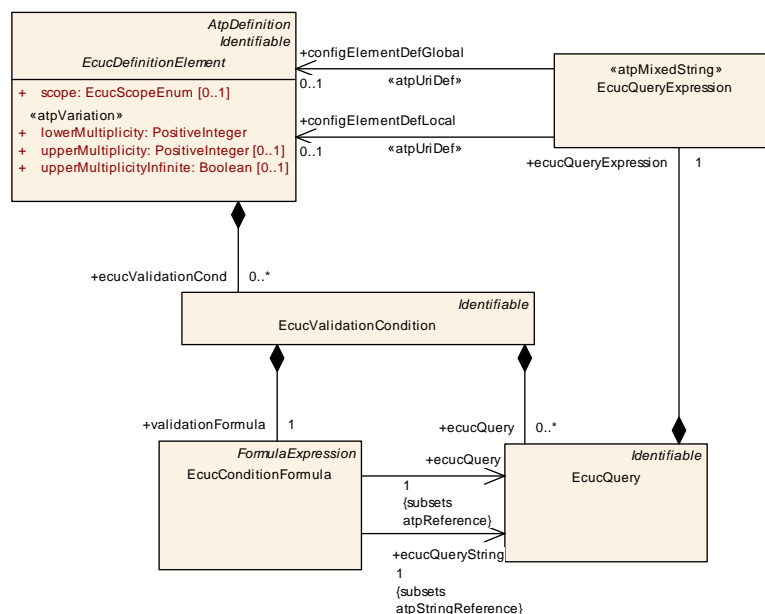 AtpDefinition
Identifiable
EcucDefinitionElement
+ scope: EcucScopeEnum [0..1]
«atpVariation»
+ lowerMultiplicity: PositiveInteger
+ upperMultiplicity: PositiveInteger [0..1]
+ upperMultiplicityInfinite: Boolean [0..1]
+configElementDefGlobal
0..1
«atpUriDef»
+configElementDefLocal
0..1
«atpUriDef»
«atpMixedString»
EcucQueryExpression
+ecucQueryExpression
1
+ecucValidationCond
0..*
Identifiable
EcucValidationCondition
+validationFormula
1
+ecucQuery
0..*
FormulaExpression
EcucConditionFormula
+ecucQuery
1
{subsets
atpReference}
+ecucQueryString
1
{subsets
atpStringReference}
Identifiable
EcucQuery